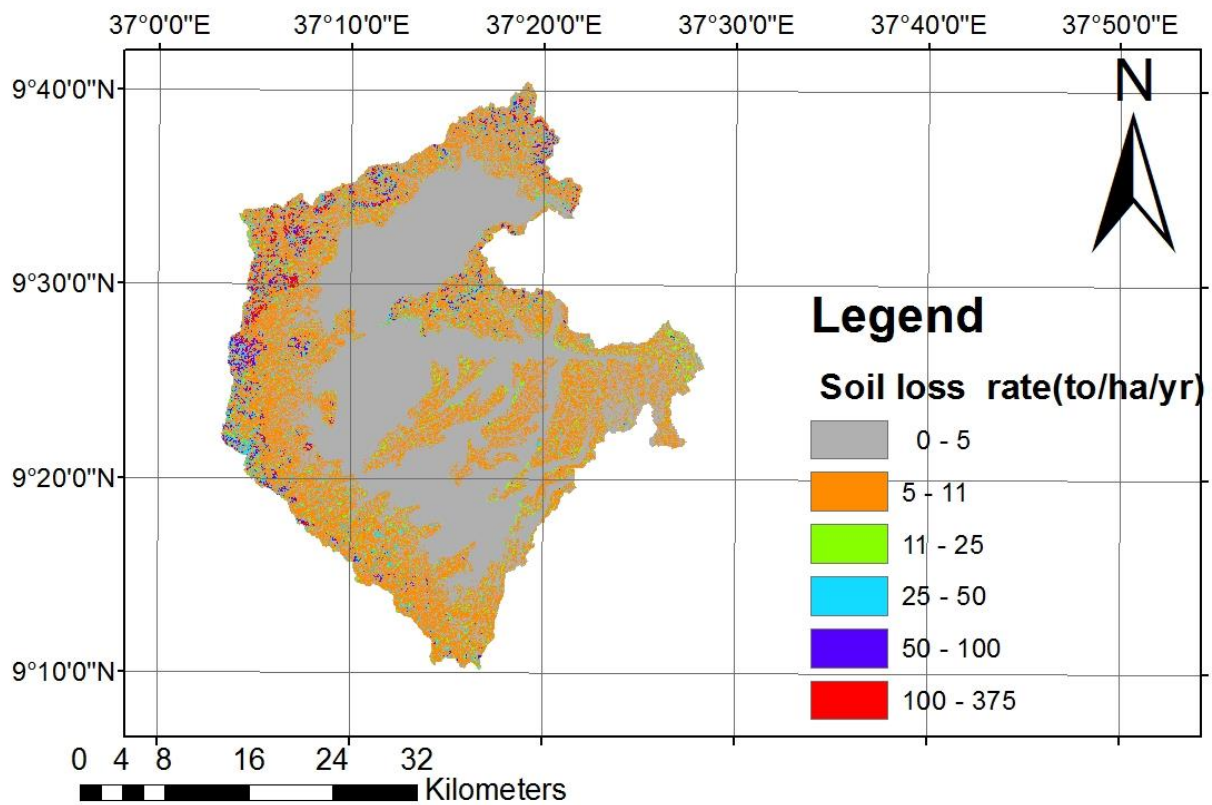 37°0'0"E 37°10'0"E 37°20'0"E 37°30'0"E 37°40'0"E 37°50'0"E
N
9°40'0"N
9°30'0"N
9°20'0"N
9°10'0"N
Legend
Soil loss rate(to/ha/yr)
0 - 5
5 - 11
11 - 25
25 - 50
50 - 100
100 - 375
0 4 8 16 24 32
Kilometers